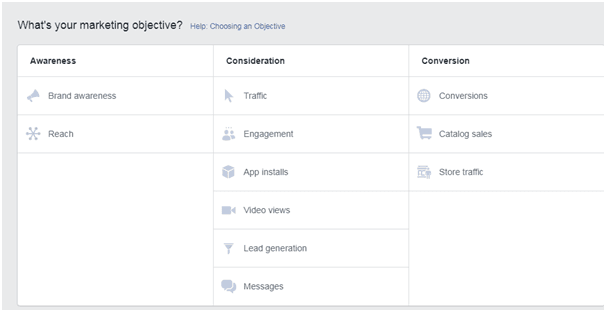 What's your marketing objective? Help: Choosing an Objective
Awareness Consideration Conversion
Brand awareness Traffic Conversions
Reach Engagement Catalog sales
App installs Store traffic
Video views
Lead generation
Messages